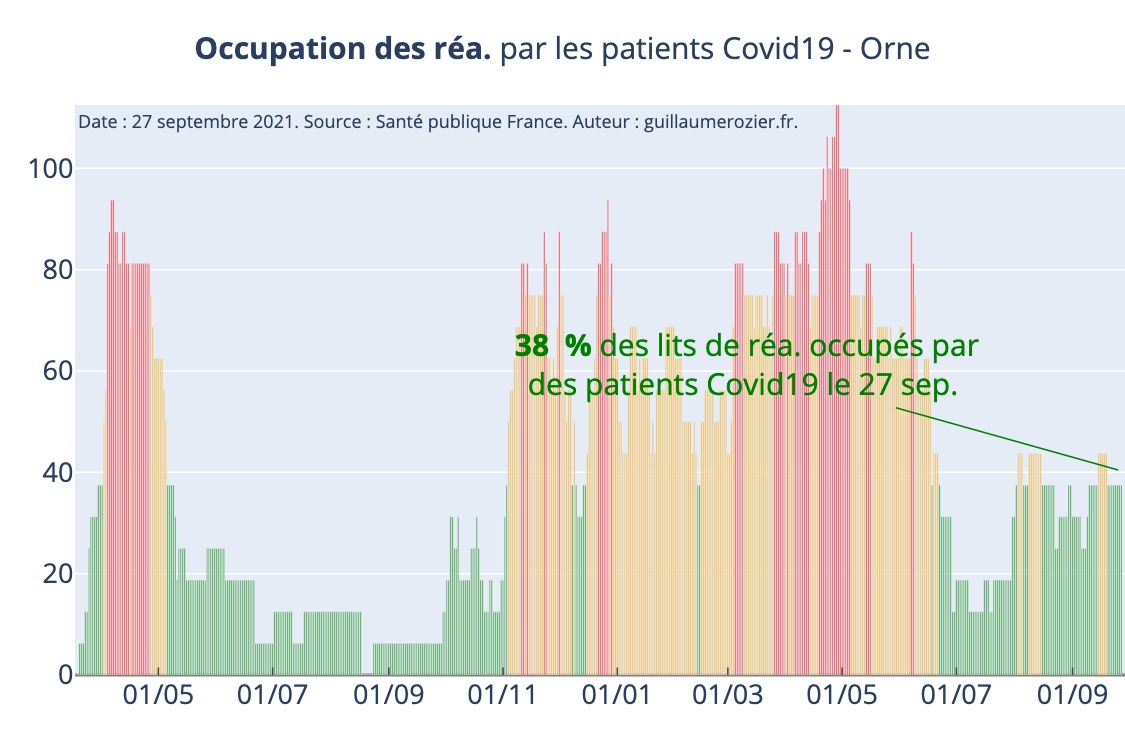 Occupation des réa. par les patients Covid19 - Orne
Date : 27 septembre 2021. Source : Santé publique France. Auteur : guillaumerozier.fr.
100
80
60
40
20
0
38 % des lits de réa. occupés par
des patients Covid19 le 27 sep.
01/05 01/07 01/09 01/11 01/01 01/03 01/05 01/07 01/09